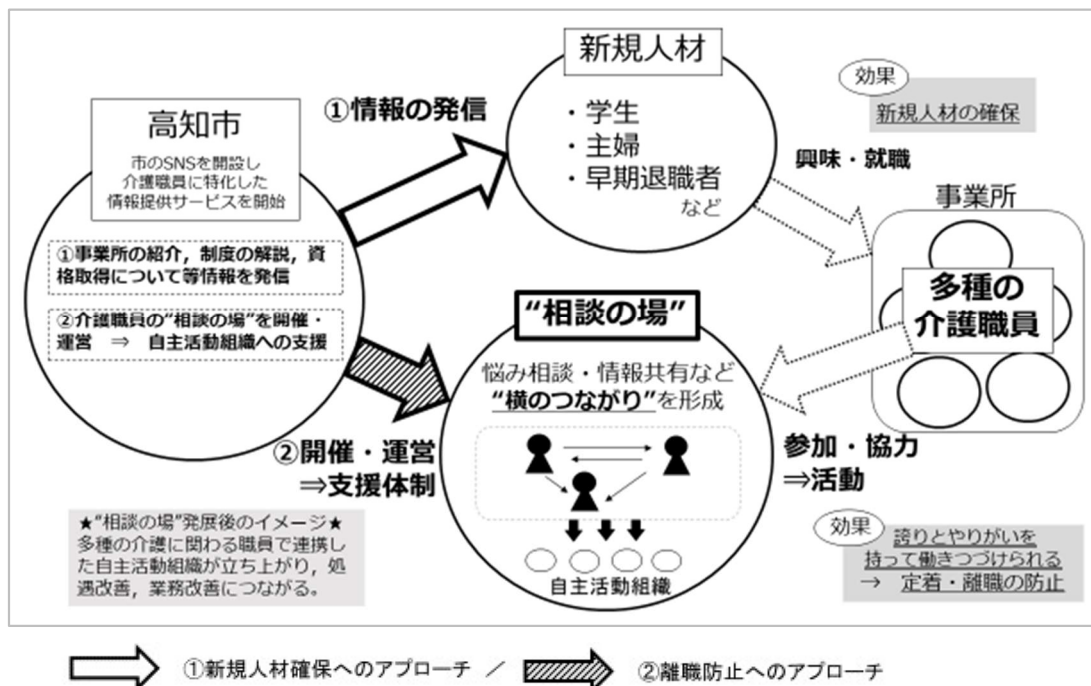 高知市
市のSNSを開設し
介護職員に特化した
情報提供サービスを開始
①事業所の紹介，制度の解説，資
格取得について等情報を発信
②介護職員の“相談の場”を開催・
運営　⇒　自主活動組織への支援
①情報の発信
新規人材
・学生
・主婦
・早期退職者
など
効果
新規人材の確保
興味・就職
事業所
多種の
介護職員
“相談の場”
悩み相談・情報共有など
“横のつながり”を形成
自主活動組織
②開催・運営
⇒支援体制
参加・協力
⇒活動
★“相談の場”発展後のイメージ★
多種の介護に関わる職員で連携し
た自主活動組織が立ち上がり，処
遇改善，業務改善につながる。
効果
誇りとやりがいを
持って働きつづけられる
→　定着・離職の防止
①新規人材確保へのアプローチ　／　②離職防止へのアプローチ